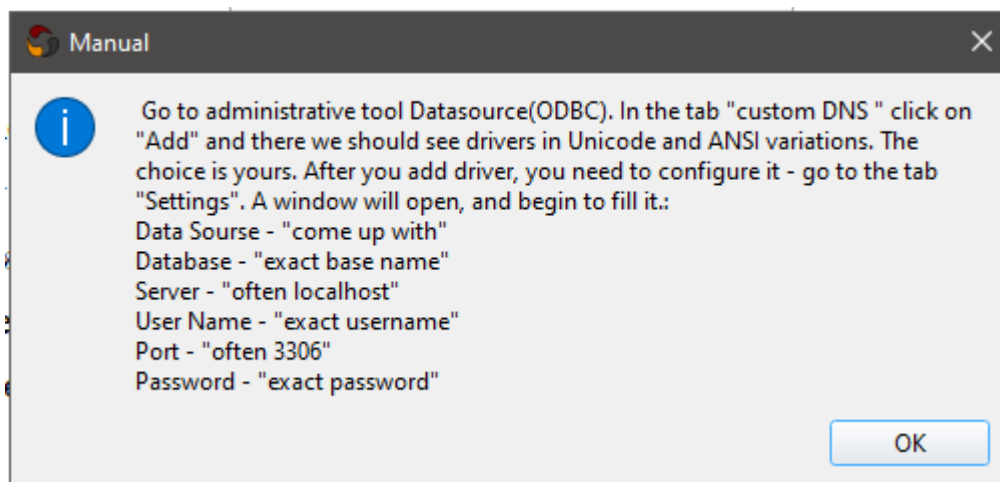 Manual
Go to administrative tool Datasource(ODBC). In the tab "custom DNS " click on
"Add" and there we should see drivers in Unicode and ANSI variations. The
choice is yours. After you add driver, you need to configure it - go to the tab
"Settings". A window will open, and begin to fill it.:
Data Sourse - "come up with"
Database - "exact base name"
Server - "often localhost"
User Name - "exact username"
Port - "often 3306"
Password - "exact password"
OK